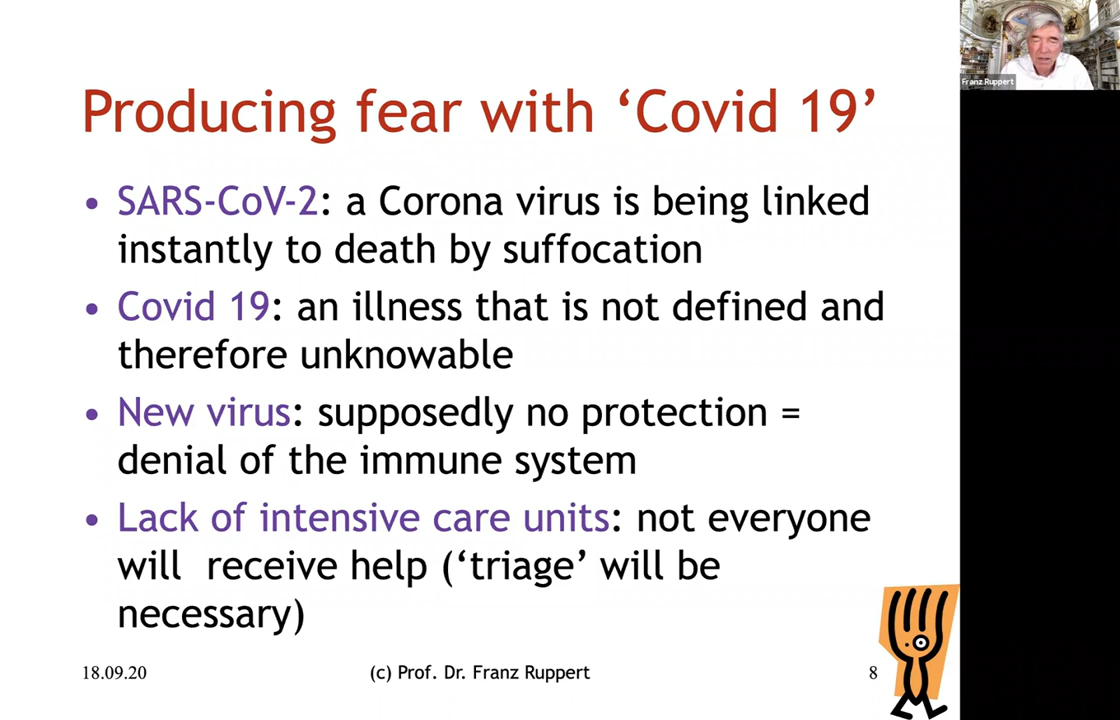 Franz Ruppert
Producing fear with ‘Covid 19’
• SARS-CoV-2: a Corona virus is being linked
instantly to death by suffocation
• Covid 19: an illness that is not defined and
therefore unknowable
• New virus: supposedly no protection =
denial of the immune system
• Lack of intensive care units: not everyone
will  receive help (‘triage’ will be
necessary)
18.09.20
(c) Prof. Dr. Franz Ruppert
8